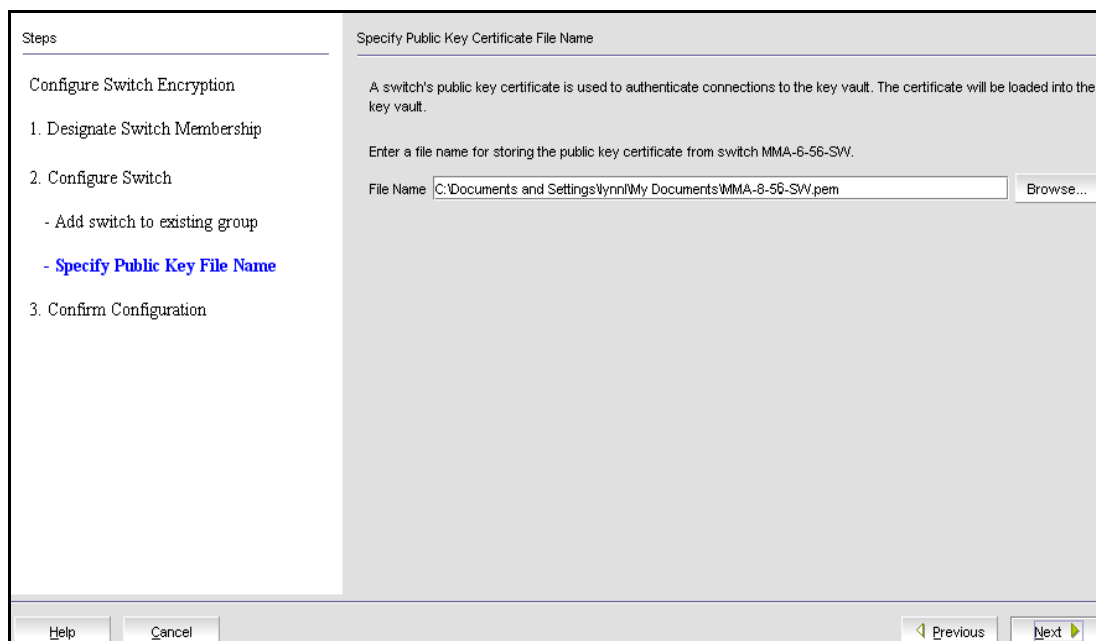 Steps
Configure Switch Encryption
1. Designate Switch Membership
2. Configure Switch
- Add switch to existing group
- Specify Public Key File Name
3. Confirm Configuration
Specify Public Key Certificate File Name
A switch's public key certificate is used to authenticate connections to the key vault. The certificate will be loaded into the
key vault.
Enter a file name for storing the public key certificate from switch MMA-6-56-SW.
File Name C:\Documents and Settings\lynnl\My Documents\MMA-8-56-SW.pem Browse...
Help Cancel Previous Next